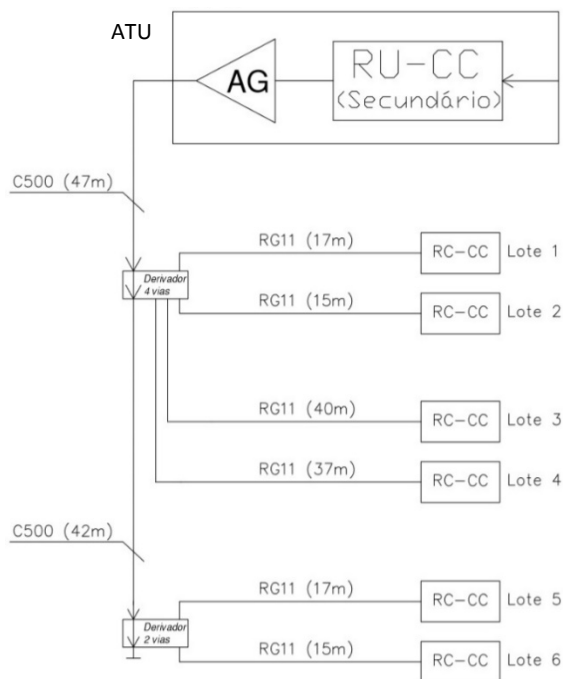 ATU
AG
RU-CC
(Secundário)
C500 (47m)
Derivador
4 vias
RG11 (17m)
RC-CC
Lote 1
RG11 (15m)
RC-CC
Lote 2
RG11 (40m)
RC-CC
Lote 3
RG11 (37m)
RC-CC
Lote 4
C500 (42m)
Derivador
2 vias
RG11 (17m)
RC-CC
Lote 5
RG11 (15m)
RC-CC
Lote 6